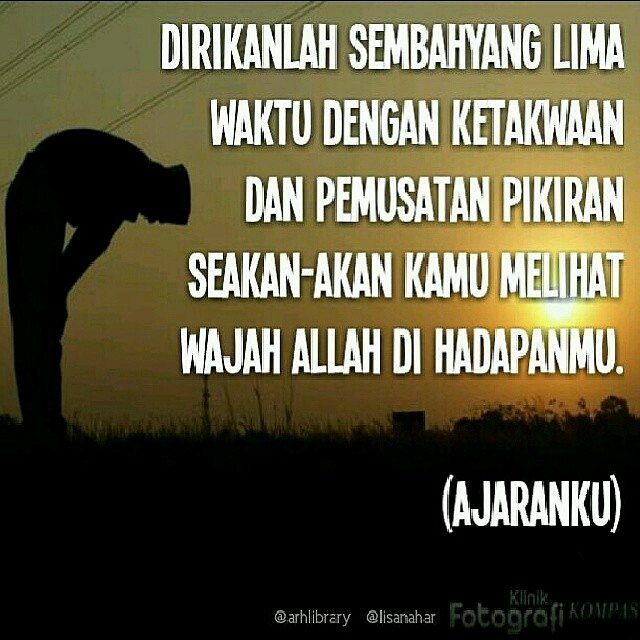 DIRIKANLAH SEMBAHYANG LIMA
WAKTU DENGAN KETAKWAAN
DAN PEMUSATAN PIKIRAN
SEAKAN-AKAN KAMU MELIHAT
WAJAH ALLAH DI HADAPANMU.
(AJARANKU)
@arhlibrary @lisanahar
Klinik
Fotografi KOMPAS